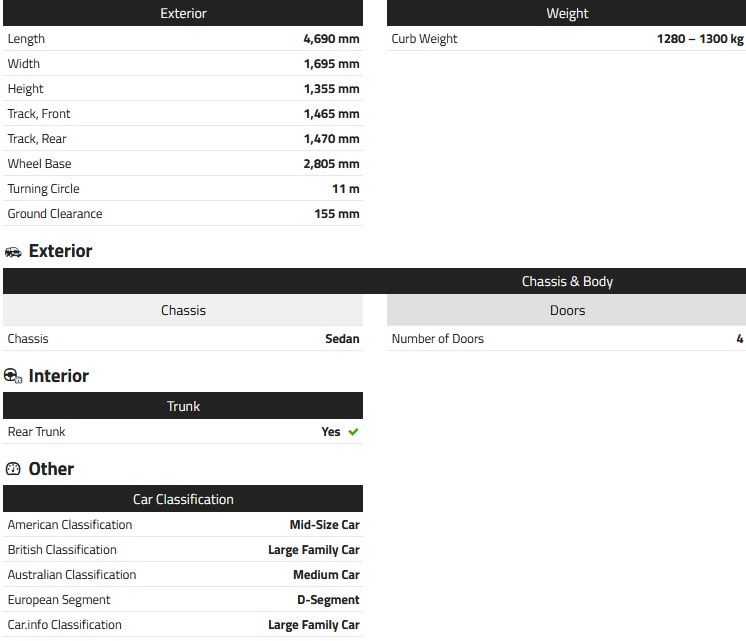 Exterior
Length 4,690 mm
Width 1,695 mm
Height 1,355 mm
Track, Front 1,465 mm
Track, Rear 1,470 mm
Wheel Base 2,805 mm
Turning Circle 11 m
Ground Clearance 155 mm
Weight
Curb Weight 1280 – 1300 kg
Exterior
Chassis & Body
Chassis
Chassis Sedan
Doors
Number of Doors 4
Interior
Trunk
Rear Trunk Yes
Other
Car Classification
American Classification Mid-Size Car
British Classification Large Family Car
Australian Classification Medium Car
European Segment D-Segment
Car.info Classification Large Family Car